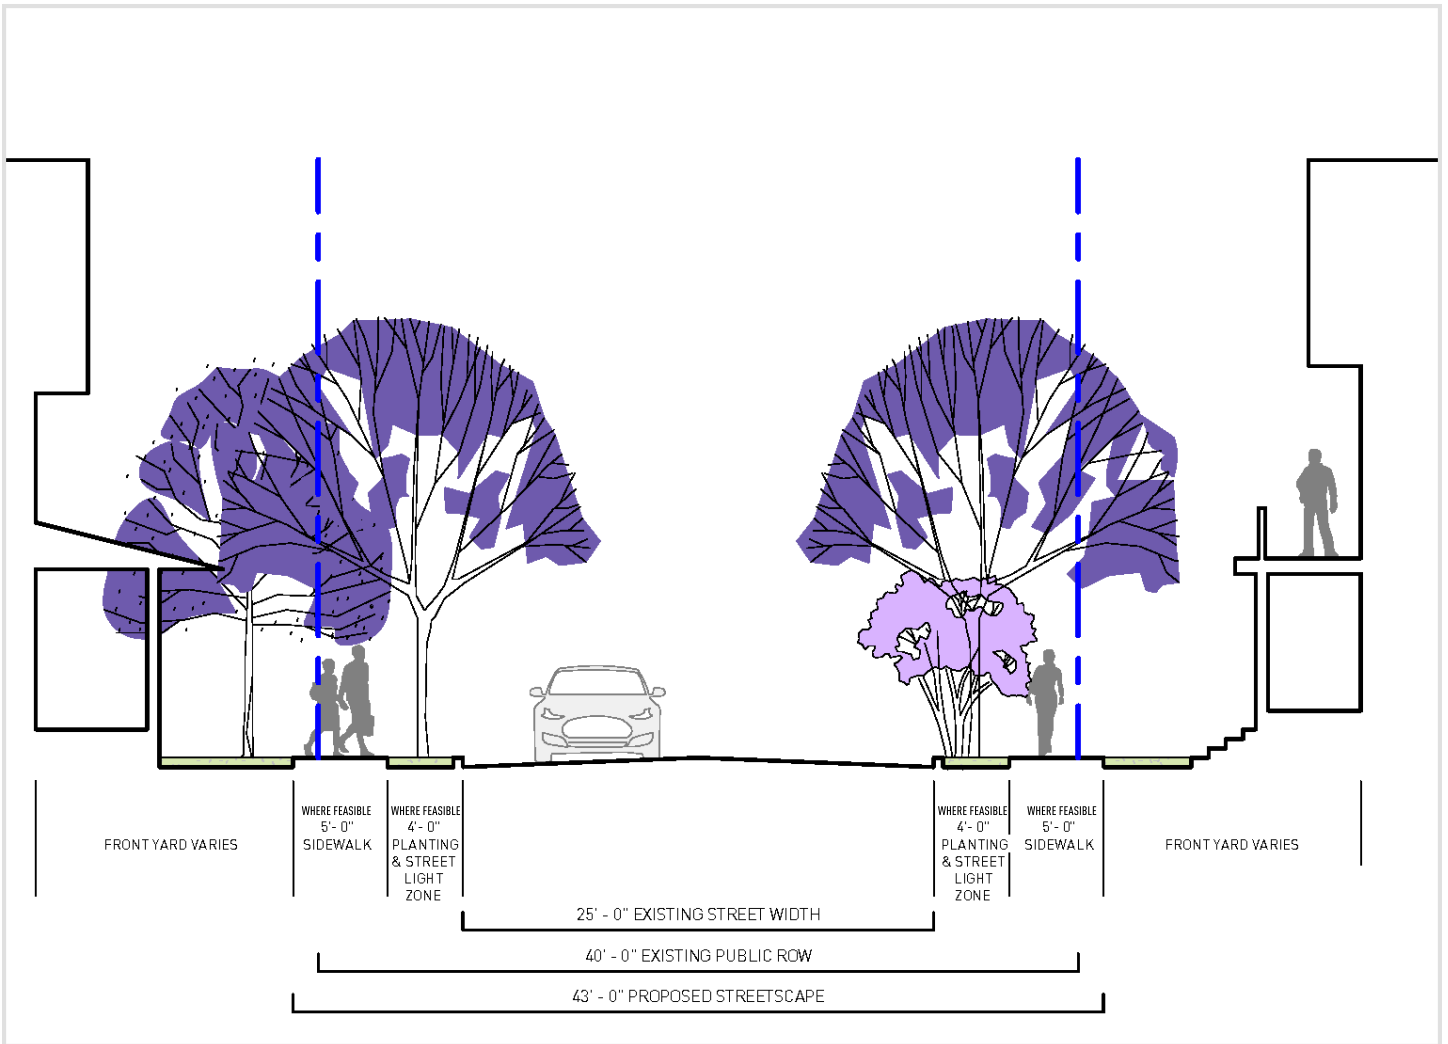 FRONT YARD VARIES
WHERE FEASIBLE
5'- 0"
SIDEWALK
WHERE FEASIBLE
4'- 0"
PLANTING
& STREET
LIGHT
ZONE
WHERE FEASIBLE
4'- 0"
PLANTING
& STREET
LIGHT
ZONE
WHERE FEASIBLE
5'- 0"
SIDEWALK
FRONT YARD VARIES
25' - 0" EXISTING STREET WIDTH
40' - 0" EXISTING PUBLIC ROW
43' - 0" PROPOSED STREETSCAPE